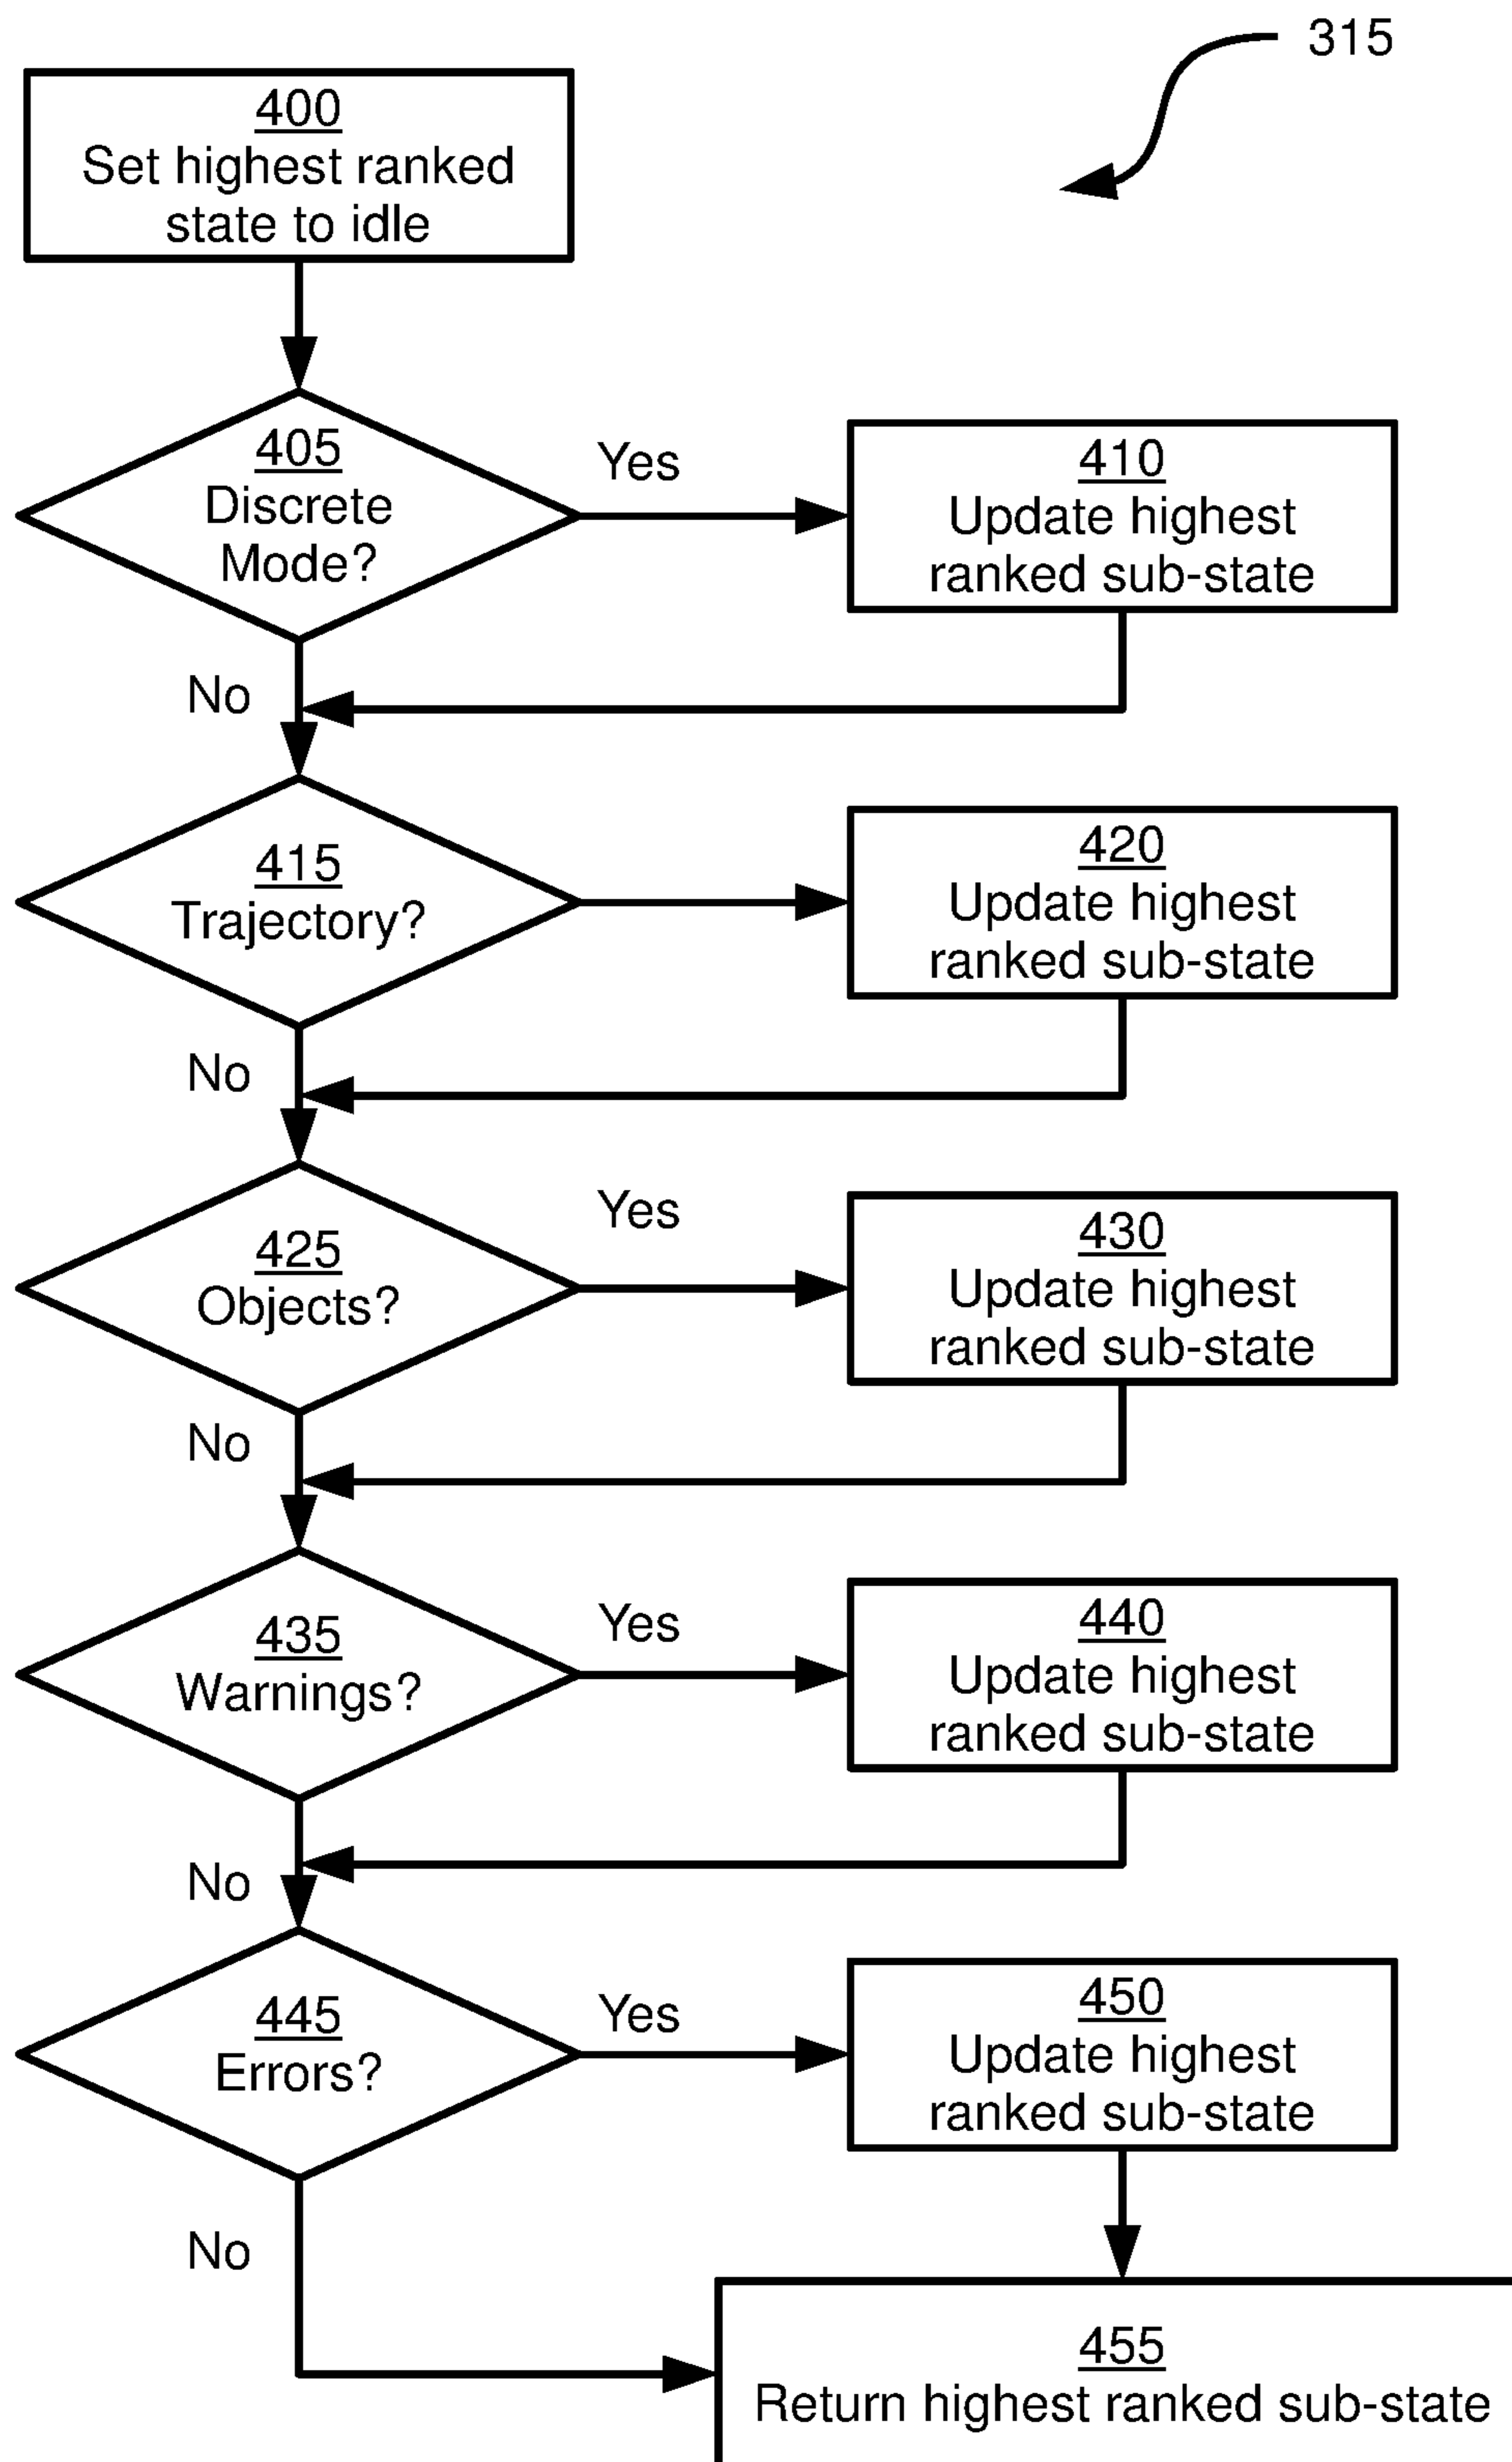 315
400
Set highest ranked
state to idle
405
Discrete
Mode?
Yes
410
Update highest
ranked sub-state
No
415
Trajectory?
420
Update highest
ranked sub-state
No
425
Objects?
Yes
430
Update highest
ranked sub-state
No
435
Warnings?
Yes
440
Update highest
ranked sub-state
No
445
Errors?
Yes
450
Update highest
ranked sub-state
No
455
Return highest ranked sub-state